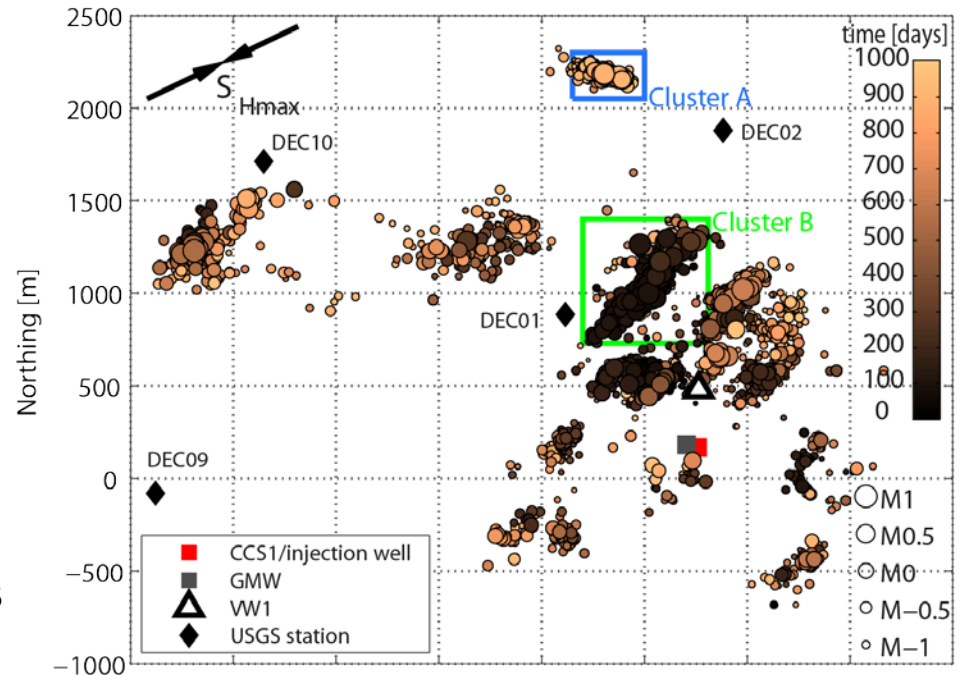 2500
2000
1500
1000
500
0
−500
−1000
Northing [m]
S
Hmax
DEC10
DEC02
DEC01
DEC09
Cluster A
Cluster B
time [days]
1000
900
800
700
600
500
400
300
200
100
0
M1
M0.5
M0
M−0.5
M−1
CCS1/injection well
GMW
VW1
USGS station